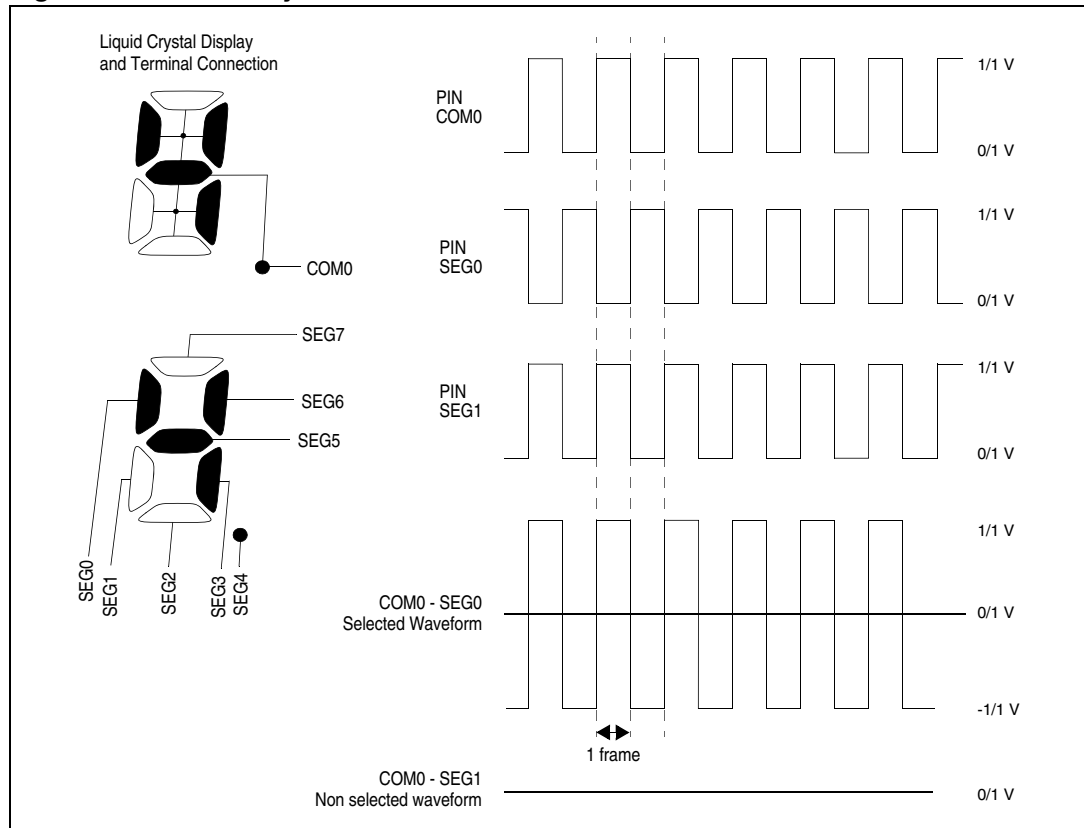 Liquid Crystal Display
and Terminal Connection
COM0
SEG7
SEG6
SEG5
SEG0
SEG1
SEG2
SEG3
SEG4
PIN
COM0
1/1 V
0/1 V
PIN
SEG0
1/1 V
0/1 V
PIN
SEG1
1/1 V
0/1 V
COM0 - SEG0
Selected Waveform
1/1 V
0/1 V
-1/1 V
1 frame
COM0 - SEG1
Non selected waveform
0/1 V